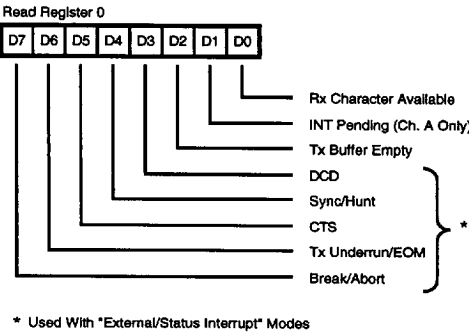 Read Register 0
D7 D6 D5 D4 D3 D2 D1 D0
Rx Character Available
INT Pending (Ch. A Only)
Tx Buffer Empty
DCD
Sync/Hunt
CTS
*
Tx Underrun/EOM
Break/Abort
* Used With "External/Status Interrupt" Modes